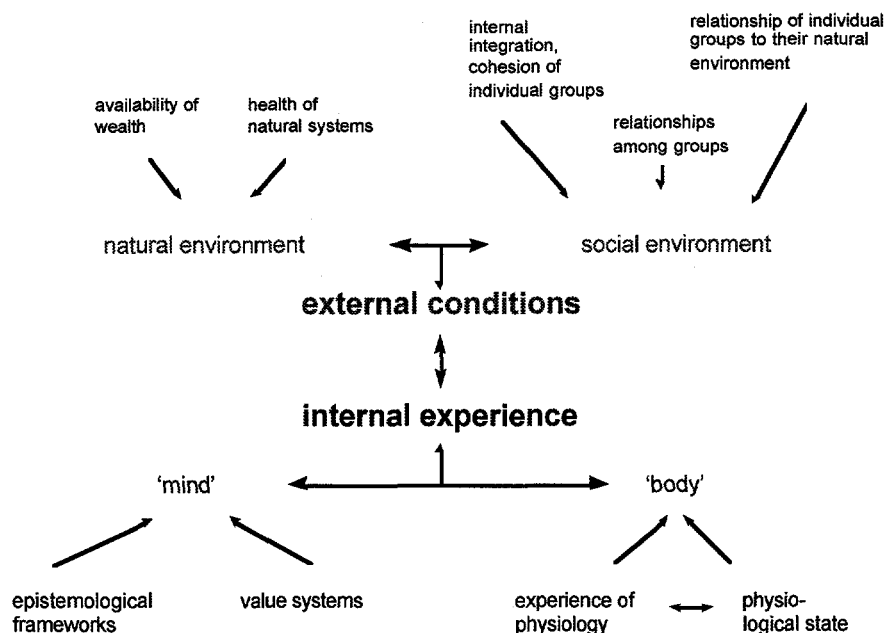 internal
integration,
cohesion of
individual groups
relationship of individual
groups to their natural
environment
availability of
wealth
health of
natural systems
relationships
among groups
natural environment
social environment
external conditions
internal experience
‘mind’
‘body’
epistemological
frameworks
value systems
experience of
physiology
physio-
logical state